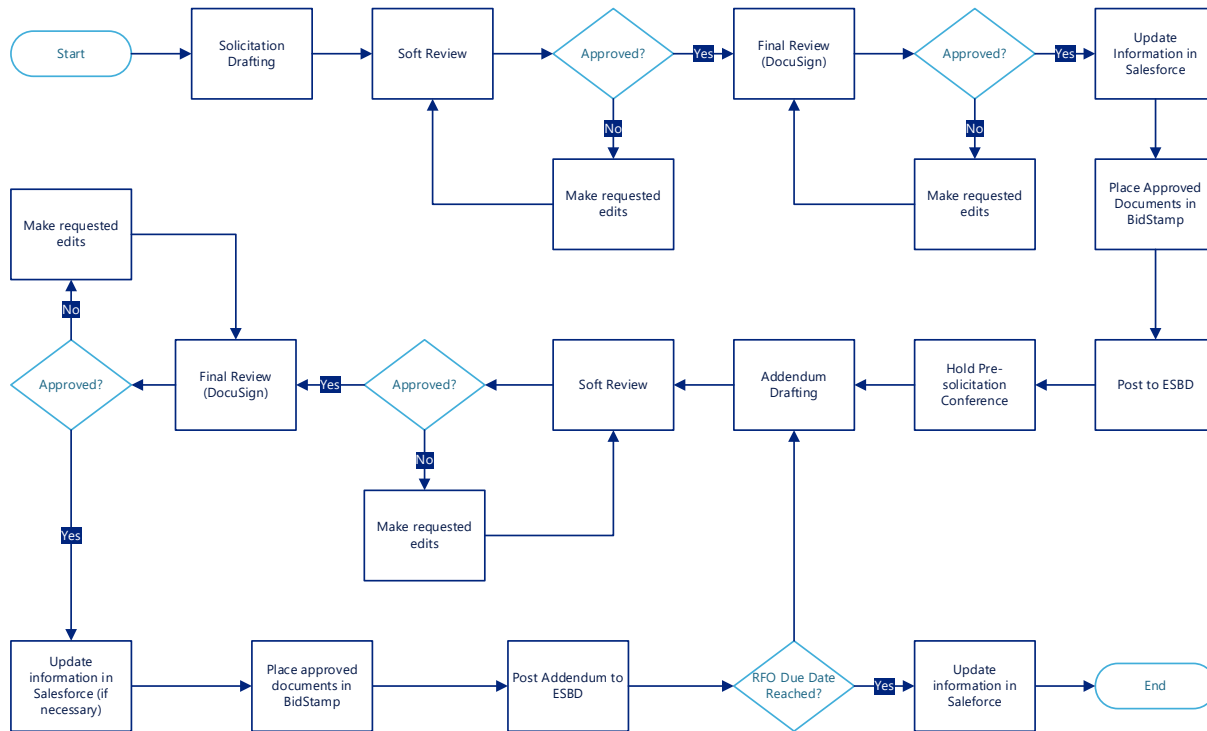 Start
Solicitation
Drafting
Soft Review
Approved?
Yes
Final Review
(DocuSign)
Approved?
Yes
Update
Information in
Salesforce
No
No
Make requested
edits
Make requested
edits
Place Approved
Documents in
BidStamp
Make requested
edits
No
Approved?
Final Review
(DocuSign)
Yes
Approved?
Soft Review
Addendum
Drafting
Hold Pre-
solicitation
Conference
Post to ESBD
No
Make requested
edits
Yes
Update
information in
Salesforce (if
necessary)
Place approved
documents in
BidStamp
Post Addendum to
ESBD
RFO Due Date
Reached?
Yes
Update
information in
Saleforce
End